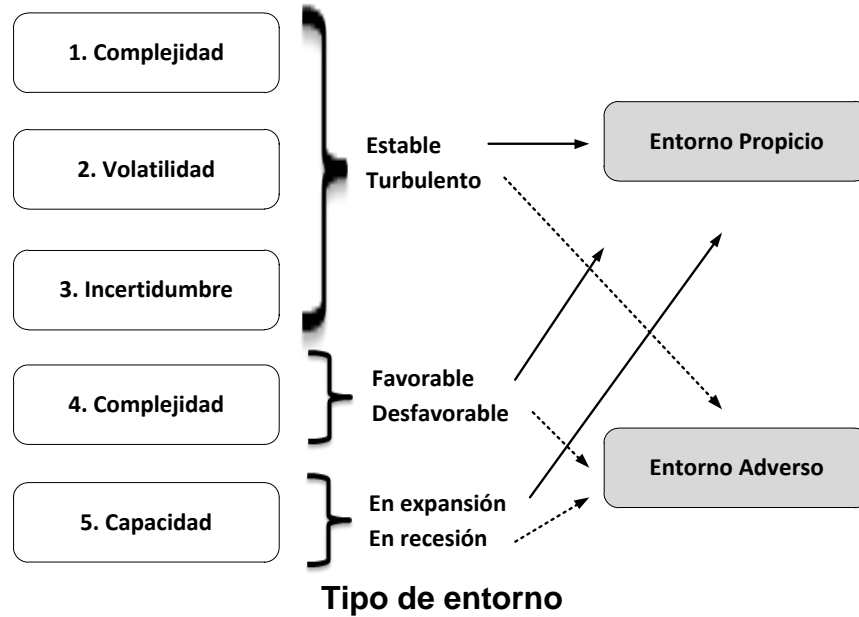 1. Complejidad
2. Volatilidad
3. Incertidumbre
4. Complejidad
5. Capacidad
Estable
Turbulento
Favorable
Desfavorable
En expansión
En recesión
Entorno Propicio
Entorno Adverso
Tipo de entorno